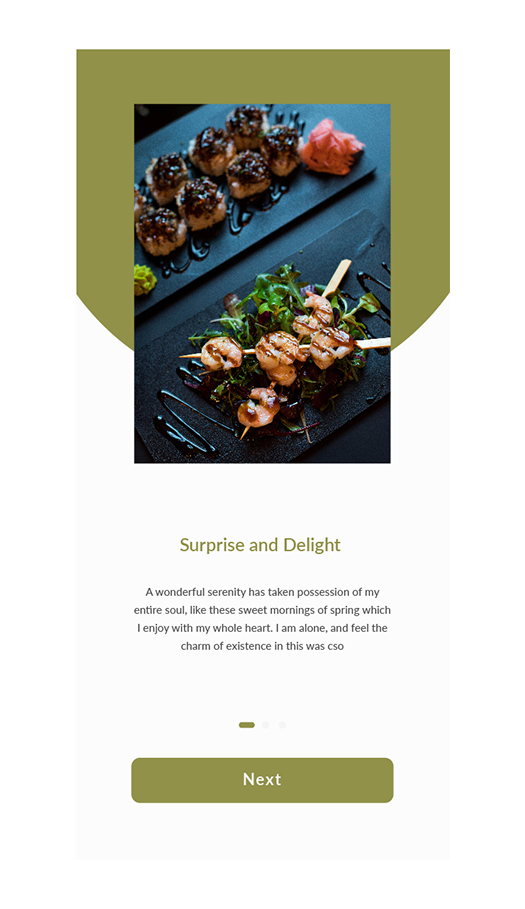 Surprise and Delight
A wonderful serenity has taken possession of my
entire soul, like these sweet mornings of spring which
I enjoy with my whole heart. I am alone, and feel the
charm of existence in this was cso
Next